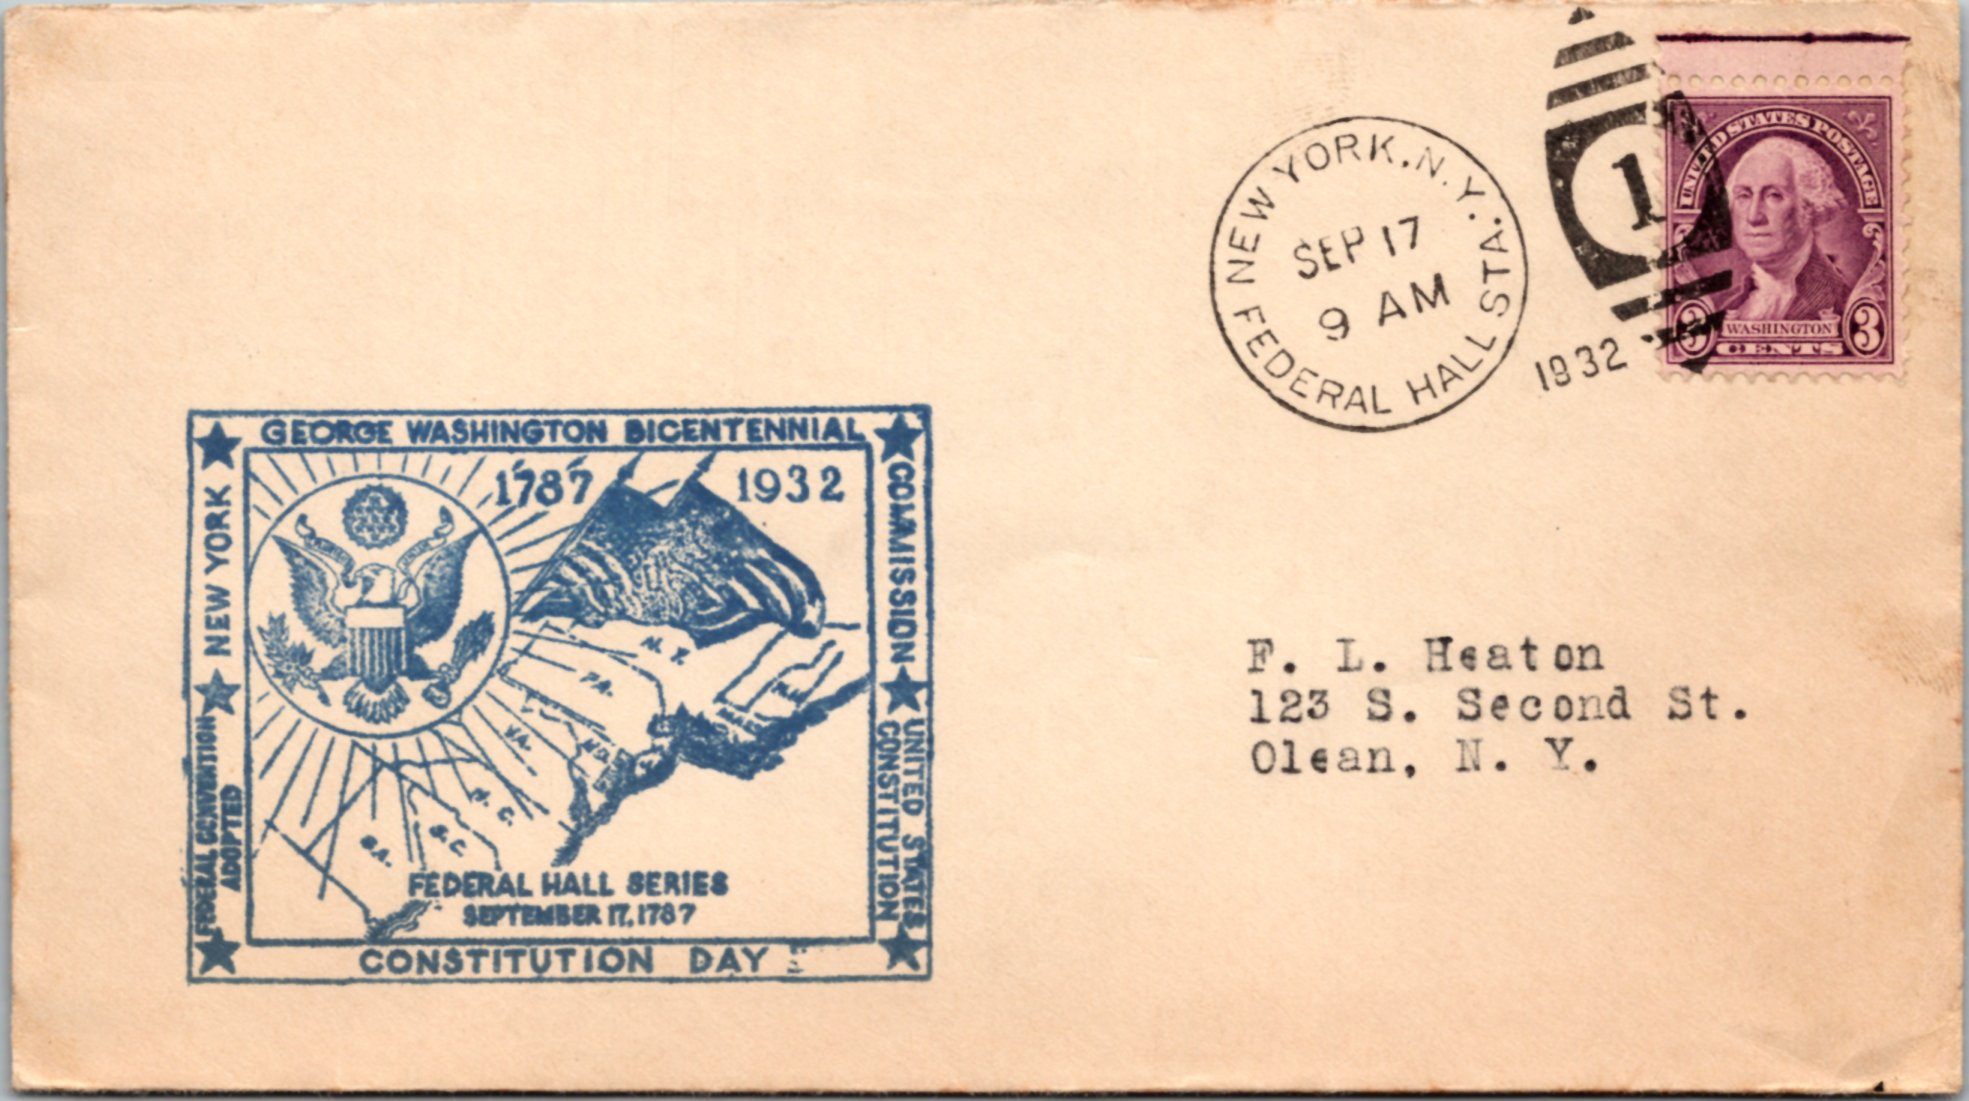 NEW YORK, N.Y.
FEDERAL HALL STA.
SEP 17
9 AM
1932
1
UNITED STATES POSTAGE
WASHINGTON
3 CENTS 3
GEORGE WASHINGTON BICENTENNIAL
COMMISSION
NEW YORK
1787 1932
N.Y.
PA.
VA.
N.C.
S.C.
GA.
FEDERAL CONVENTION
ADOPTED
UNITED STATES
CONSTITUTION
FEDERAL HALL SERIES
SEPTEMBER 17, 1787
CONSTITUTION DAY
F. L. Heaton
123 S. Second St.
Olean, N. Y.